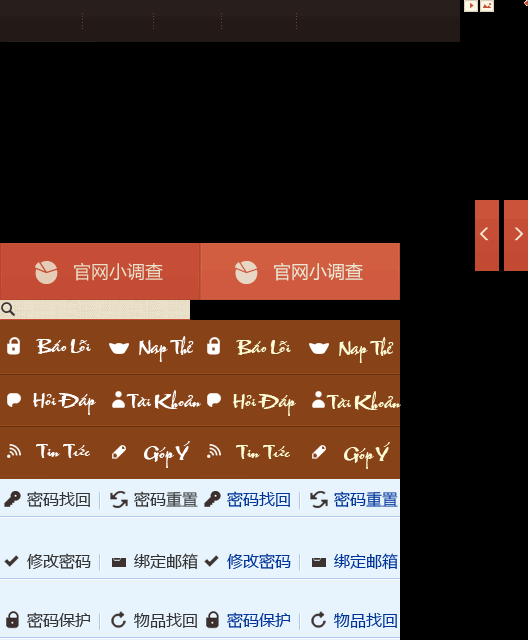 官网小调查 官网小调查
Báo Lỗi Nạp Thẻ Báo Lỗi Nạp Thẻ
Hỏi Đáp Tài Khoản Hỏi Đáp Tài Khoản
Tin Tức Góp Ý Tin Tức Góp Ý
密码找回 密码重置 密码找回 密码重置
修改密码 绑定邮箱 修改密码 绑定邮箱
密码保护 物品找回 密码保护 物品找回